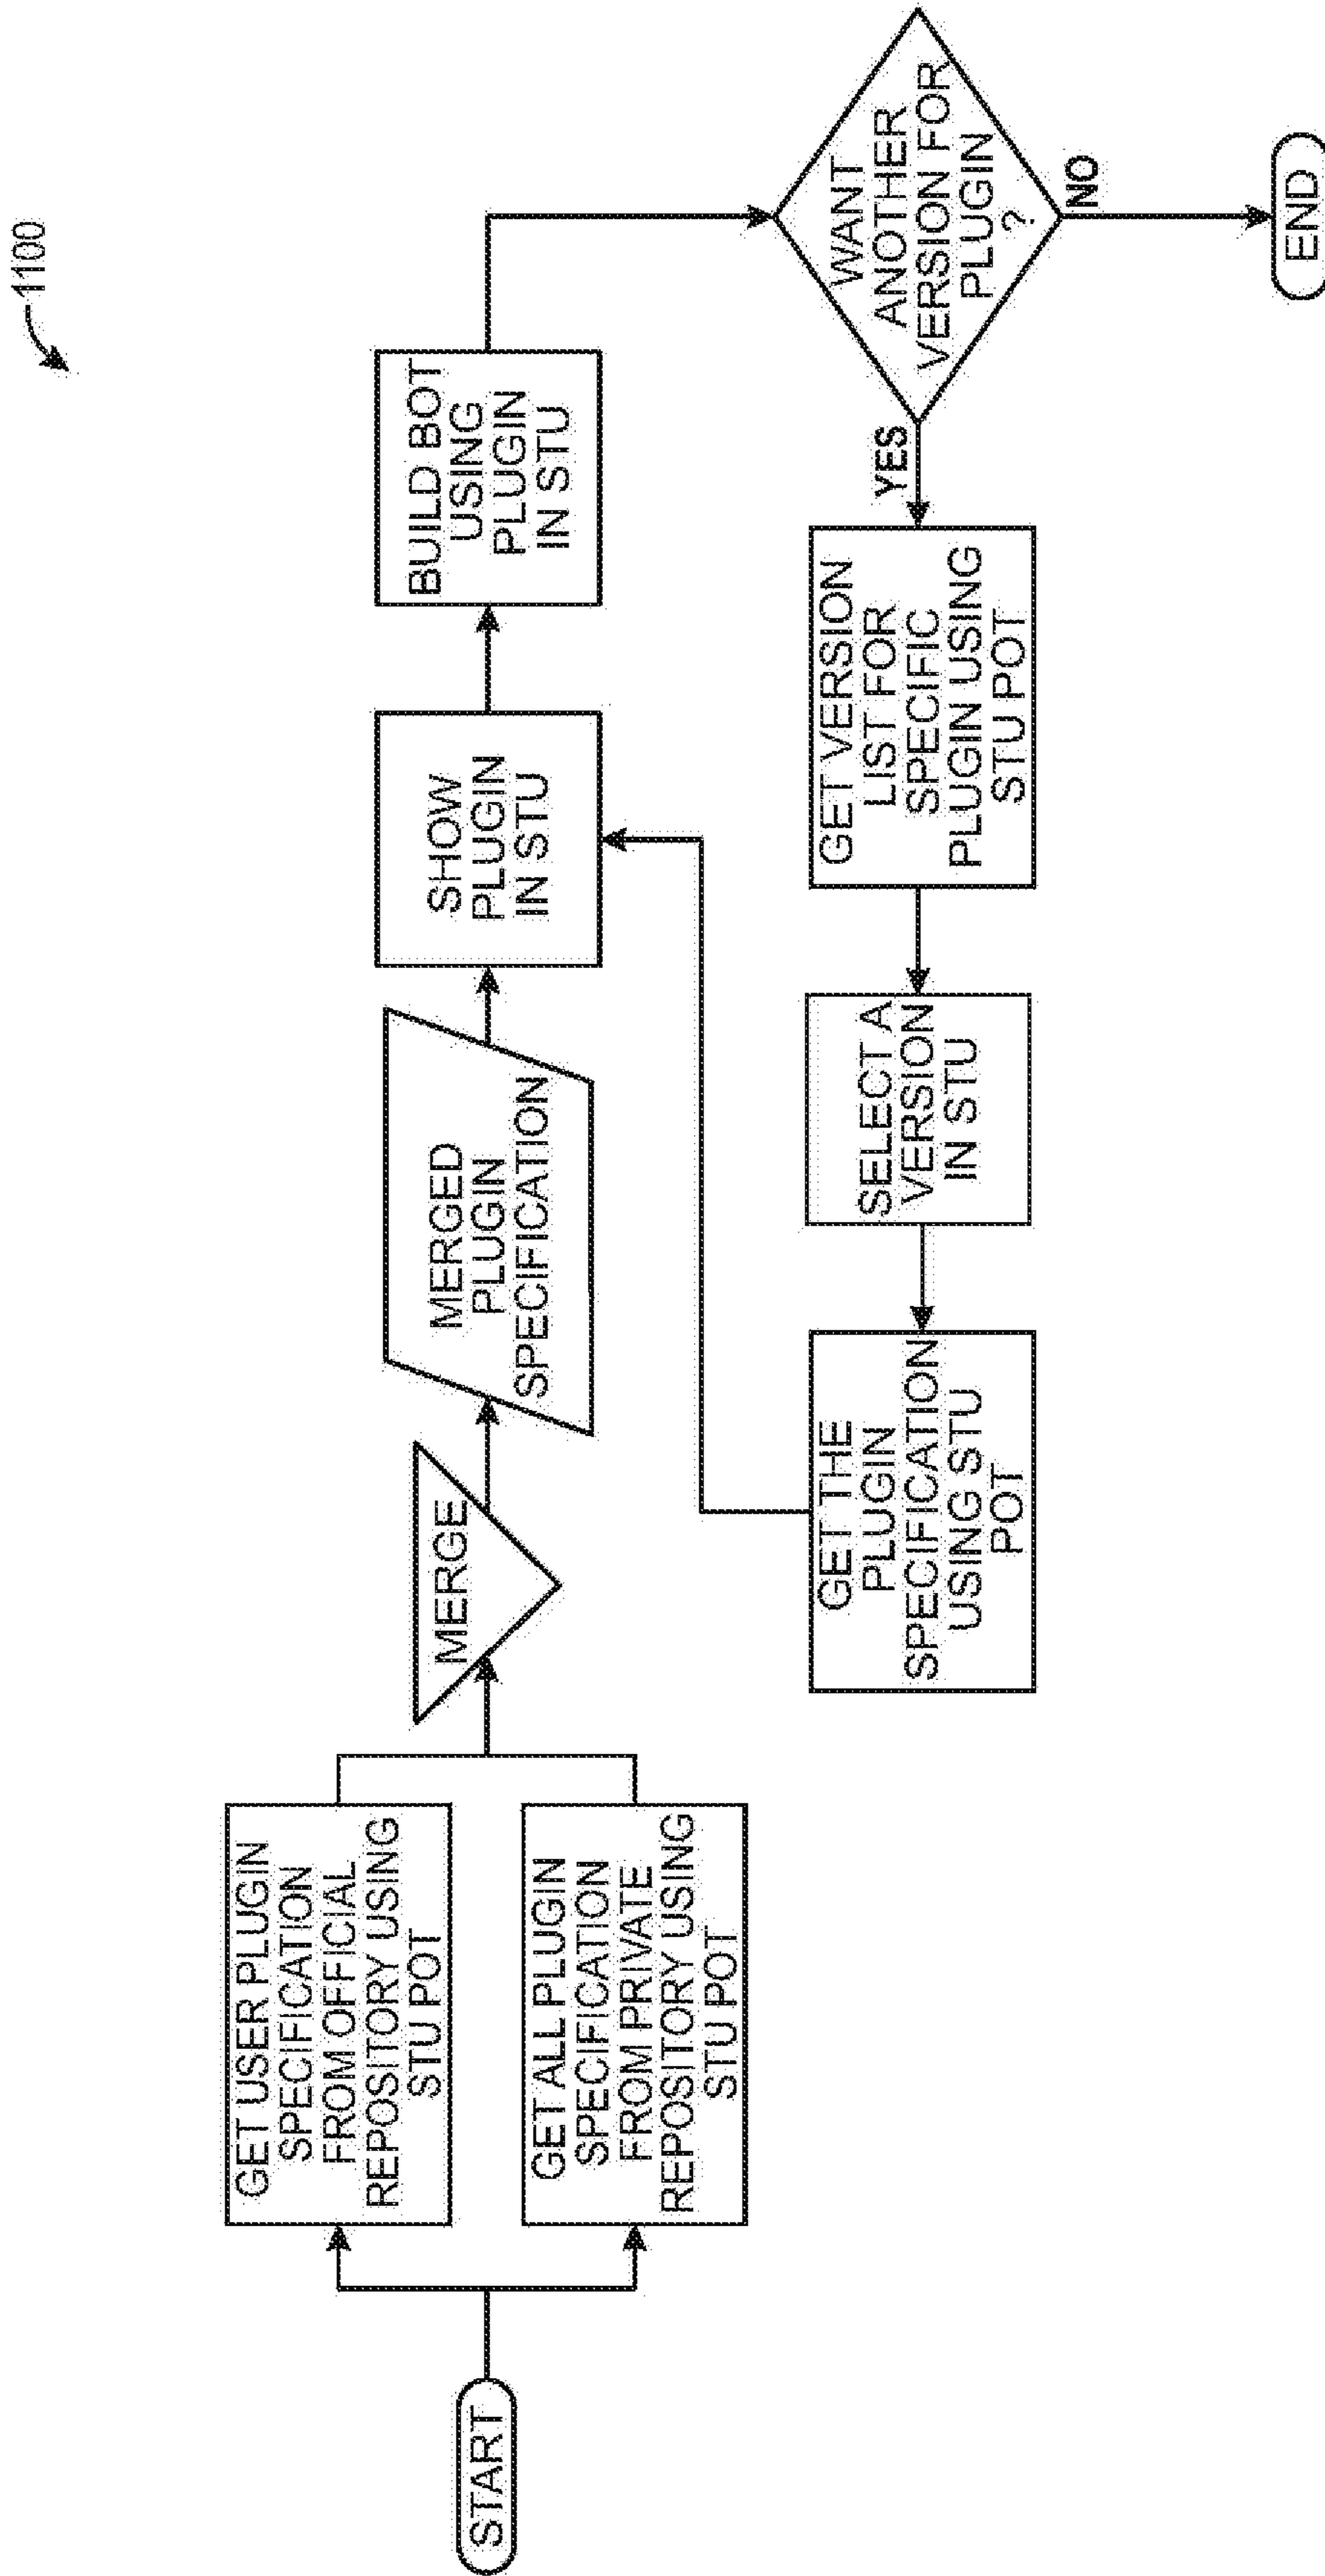 1100
START
GET USER PLUGIN
SPECIFICATION
FROM OFFICIAL
REPOSITORY USING
STU POT
GET ALL PLUGIN
SPECIFICATION
FROM PRIVATE
REPOSITORY USING
STU POT
MERGE
MERGED
PLUGIN
SPECIFICATION
SHOW
PLUGIN
IN STU
BUILD BOT
USING
PLUGIN
IN STU
WANT
ANOTHER
VERSION FOR
PLUGIN
?
YES
NO
GET VERSION
LIST FOR
SPECIFIC
PLUGIN USING
STU POT
SELECT A
VERSION
IN STU
GET THE
PLUGIN
SPECIFICATION
USING STU
POT
END